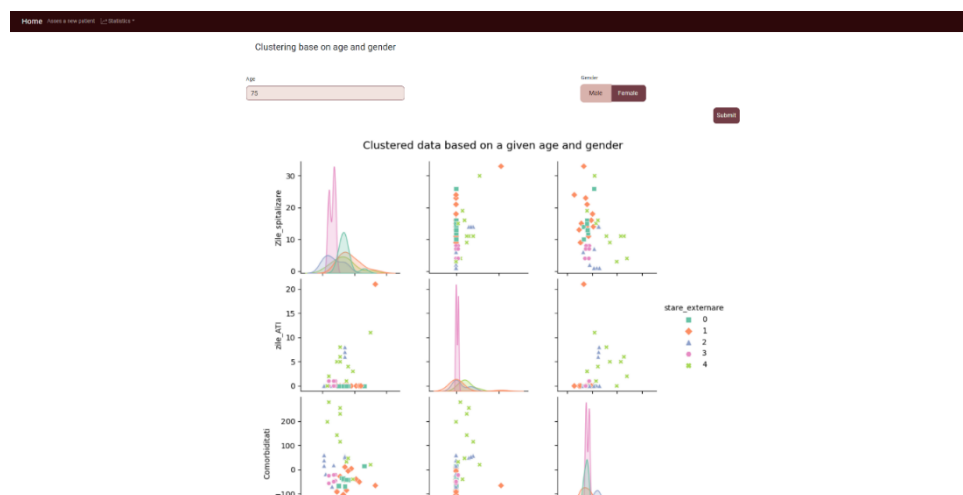 Home Asses a new patient Statistics
Clustering base on age and gender
Age
Gender
75
Male Female
Submit
Clustered data based on a given age and gender
30
20
10
0
Zile_spitalizare
20
15
10
5
0
zile_ATI
stare_externare
0
1
2
3
4
200
100
0
−100
Comorbiditati